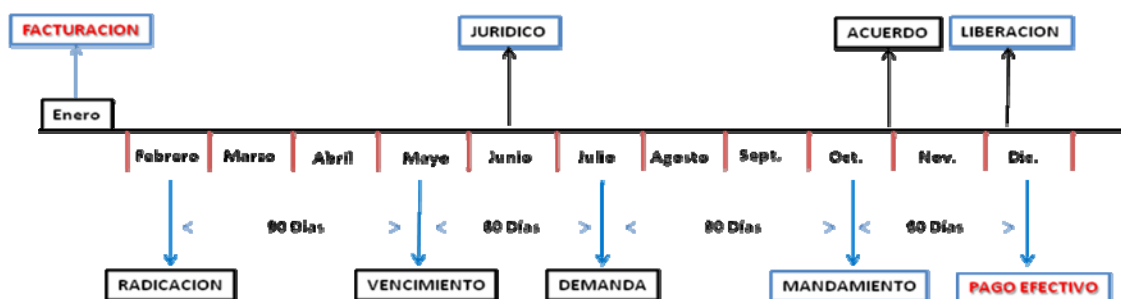 FACTURACION JURIDICO ACUERDO LIBERACION
Enero
Febrero Marzo Abril Mayo Junio Julio Agosto Sept. Oct. Nov. Dic.
< 90 Días > < 60 Días > < 90 Días > < 60 Días >
RADICACION VENCIMIENTO DEMANDA MANDAMIENTO PAGO EFECTIVO